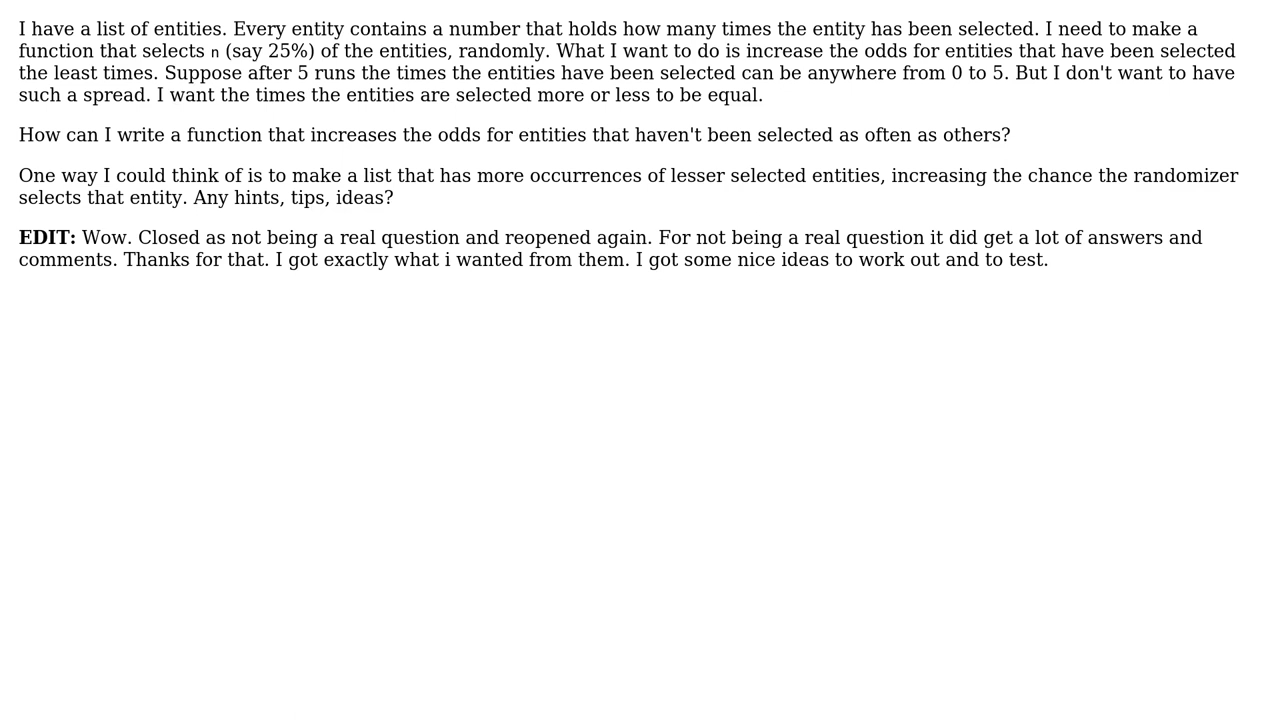 I have a list of entities. Every entity contains a number that holds how many times the entity has been selected. I need to make a
function that selects n (say 25%) of the entities, randomly. What I want to do is increase the odds for entities that have been selected
the least times. Suppose after 5 runs the times the entities have been selected can be anywhere from 0 to 5. But I don't want to have
such a spread. I want the times the entities are selected more or less to be equal.
How can I write a function that increases the odds for entities that haven't been selected as often as others?
One way I could think of is to make a list that has more occurrences of lesser selected entities, increasing the chance the randomizer
selects that entity. Any hints, tips, ideas?
EDIT: Wow. Closed as not being a real question and reopened again. For not being a real question it did get a lot of answers and
comments. Thanks for that. I got exactly what i wanted from them. I got some nice ideas to work out and to test.